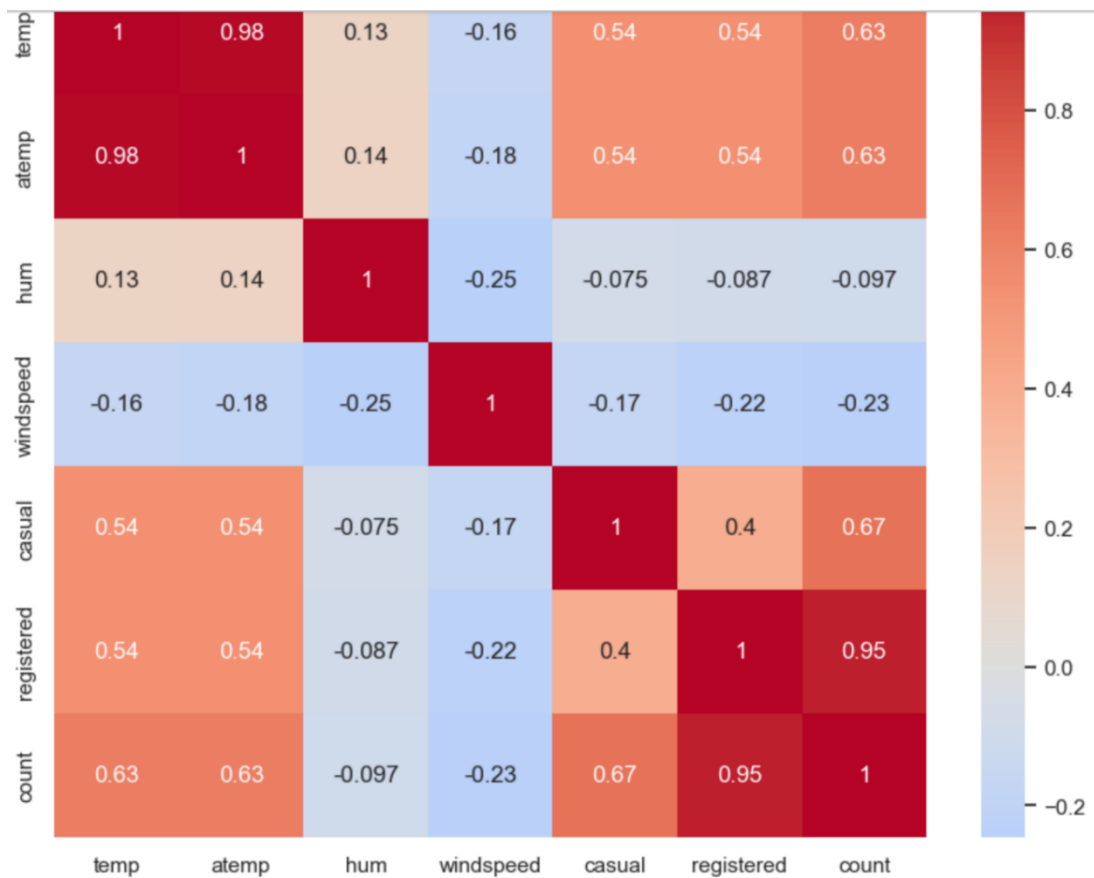 temp 1 0.98 0.13 -0.16 0.54 0.54 0.63
0.8
atemp 0.98 1 0.14 -0.18 0.54 0.54 0.63
0.6
hum 0.13 0.14 1 -0.25 -0.075 -0.087 -0.097
0.4
windspeed -0.16 -0.18 -0.25 1 -0.17 -0.22 -0.23
casual 0.54 0.54 -0.075 -0.17 1 0.4 0.67
0.2
registered 0.54 0.54 -0.087 -0.22 0.4 1 0.95
0.0
count 0.63 0.63 -0.097 -0.23 0.67 0.95 1
−0.2
temp atemp hum windspeed casual registered count